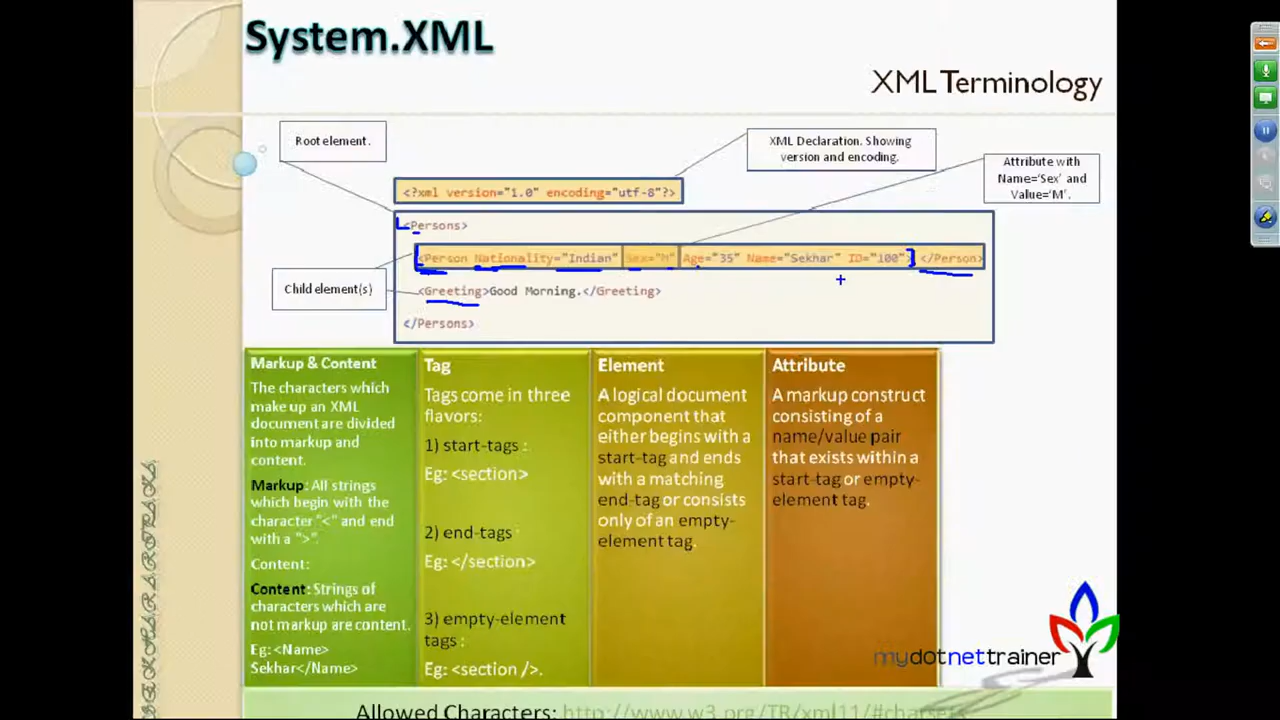 System.XML
XML Terminology
Root element.
XML Declaration. Showing
version and encoding.
Attribute with
Name='Sex' and
Value='M'.
<?xml version="1.0" encoding="utf-8"?>
<Persons>
<Person Nationality="Indian" Sex="M" Age="35" Name="Sekhar" ID="100"> </Person>
Child element(s)
<Greeting>Good Morning.</Greeting>
</Persons>
Markup & Content
The characters which
make up an XML
document are divided
into markup and
content.
Markup: All strings
which begin with the
character "<" and end
with a ">".
Content:
Content: Strings of
characters which are
not markup are content.
Eg: <Name>
Sekhar</Name>
Tag
Tags come in three
flavors:
1) start-tags :
Eg: <section>
2) end-tags :
Eg: </section>
3) empty-element
tags :
Eg: <section />.
Element
A logical document
component that
either begins with a
start-tag and ends
with a matching
end-tag or consists
only of an empty-
element tag.
Attribute
A markup construct
consisting of a
name/value pair
that exists within a
start-tag or empty-
element tag.
mydotnettrainer
Allowed Characters: http://www.w3.org/TR/xml11/#charsets